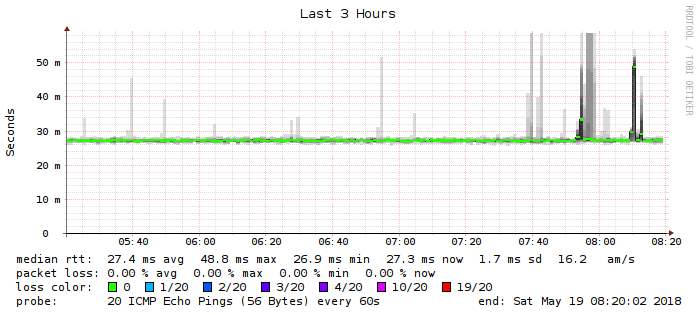 Last 3 Hours
RRDTOOL / TOBI OETIKER
Seconds
50 m
40 m
30 m
20 m
10 m
0
05:40 06:00 06:20 06:40 07:00 07:20 07:40 08:00 08:20
median rtt: 27.4 ms avg 48.8 ms max 26.9 ms min 27.3 ms now 1.7 ms sd 16.2 am/s
packet loss: 0.00 % avg 0.00 % max 0.00 % min 0.00 % now
loss color: 0 1/20 2/20 3/20 4/20 10/20 19/20
probe: 20 ICMP Echo Pings (56 Bytes) every 60s end: Sat May 19 08:20:02 2018